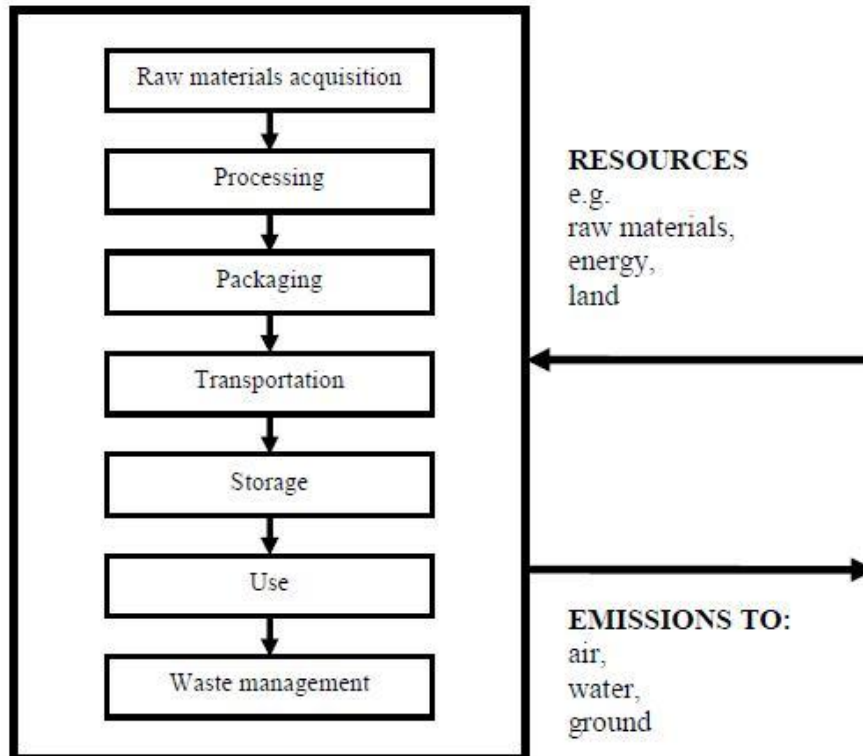 Raw materials acquisition
Processing
Packaging
Transportation
Storage
Use
Waste management
RESOURCES
e.g.
raw materials,
energy,
land
EMISSIONS TO:
air,
water,
ground